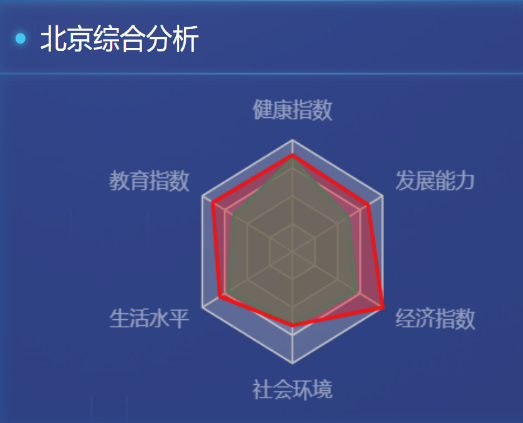 北京综合分析
健康指数
教育指数
发展能力
生活水平
经济指数
社会环境